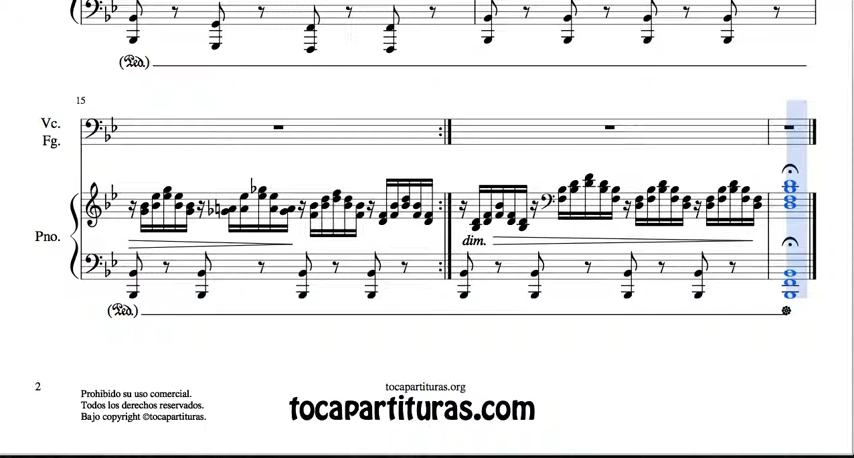 (Ped.)
15
Vc.
Fg.
Pno.
dim.
(Ped.)
2
Prohibido su uso comercial.
Todos los derechos reservados.
Bajo copyright ©tocapartituras.
tocapartituras.org
tocapartituras.com